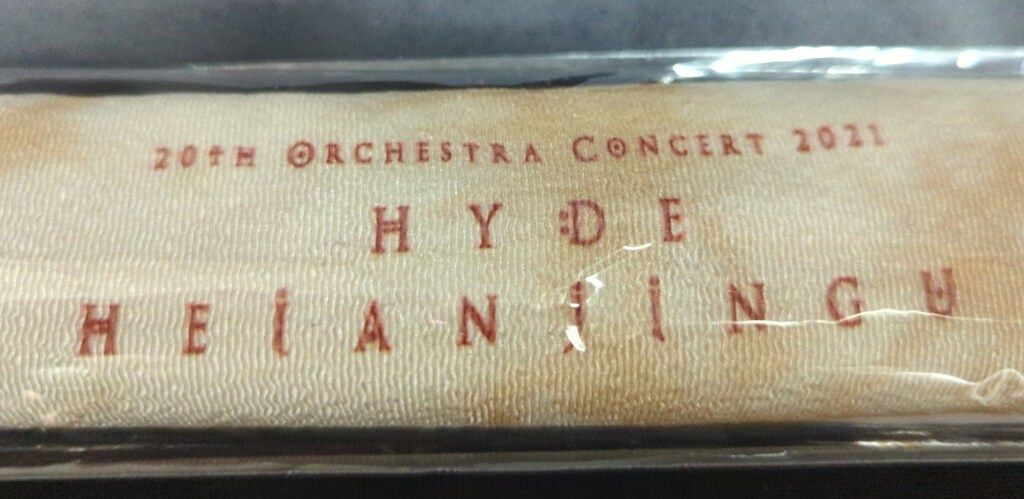 20TH ORCHESTRA CONCERT 2021
HYDE
HEIANJINGU